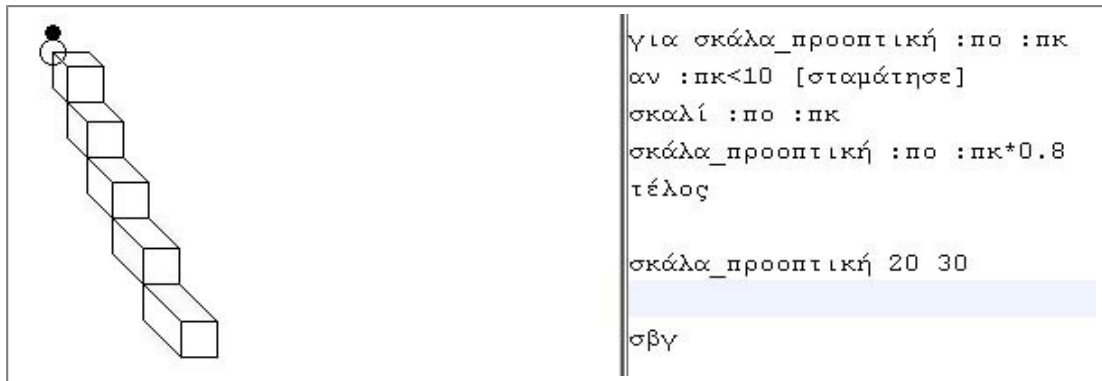 για σκάλα_προοπτική :πο :πκ
αν :πκ<10 [σταμάτησε]
σκαλί :πο :πκ
σκάλα_προοπτική :πο :πκ*0.8
τέλος
σκάλα_προοπτική 20 30
σβγ